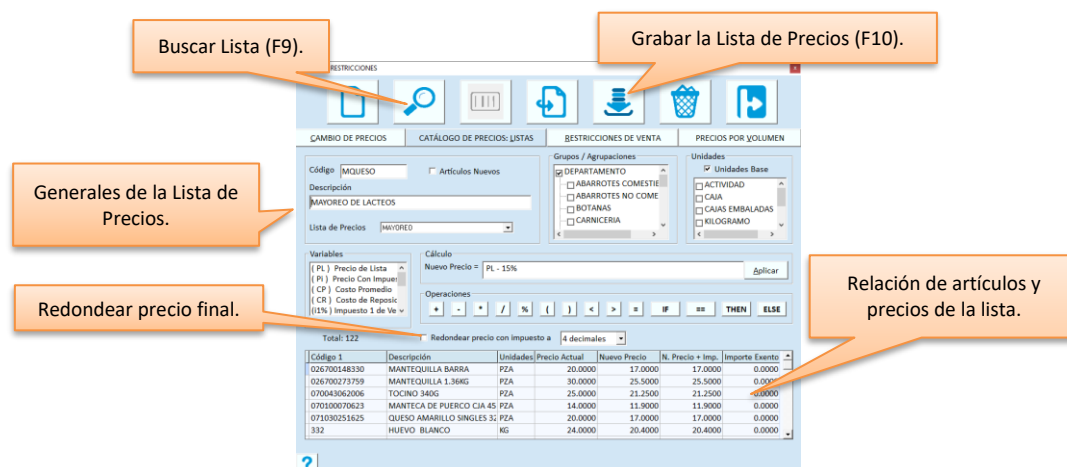 Buscar Lista (F9).
Grabar la Lista de Precios (F10).
RESTRICCIONES
x
CAMBIO DE PRECIOS
CATÁLOGO DE PRECIOS: LISTAS
RESTRICCIONES DE VENTA
PRECIOS POR VOLUMEN
Generales de la Lista de
Precios.
Código MQUESO
Artículos Nuevos
Descripción
MAYOREO DE LACTEOS
Lista de Precios MAYOREO
Grupos / Agrupaciones
DEPARTAMENTO
ABARROTES COMESTIE
ABARROTES NO COME
BOTANAS
CARNICERIA
Unidades
Unidades Base
ACTIVIDAD
CAJA
CAJAS EMBALADAS
KILOGRAMO
Variables
( PL ) Precio de Lista
( Pi ) Precio Con Impues
( CP ) Costo Promedio
( CR ) Costo de Reposic
(i1% ) Impuesto 1 de Ve
Cálculo
Nuevo Precio = PL - 15%
Aplicar
Operaciones
+ - * / % ( ) < > = IF == THEN ELSE
Redondear precio final.
Relación de artículos y
precios de la lista.
Total: 122
Redondear precio con impuesto a 4 decimales
Código 1 Descripción Unidades Precio Actual Nuevo Precio N. Precio + Imp. Importe Exento
026700148330 MANTEQUILLA BARRA PZA 20.0000 17.0000 17.0000 0.0000
026700273759 MANTEQUILLA 1.36KG PZA 30.0000 25.5000 25.5000 0.0000
070043062006 TOCINO 340G PZA 25.0000 21.2500 21.2500 0.0000
070100070623 MANTECA DE PUERCO CJA 45 PZA 14.0000 11.9000 11.9000 0.0000
071030251625 QUESO AMARILLO SINGLES 32 PZA 20.0000 17.0000 17.0000 0.0000
332 HUEVO BLANCO KG 24.0000 20.4000 20.4000 0.0000
?